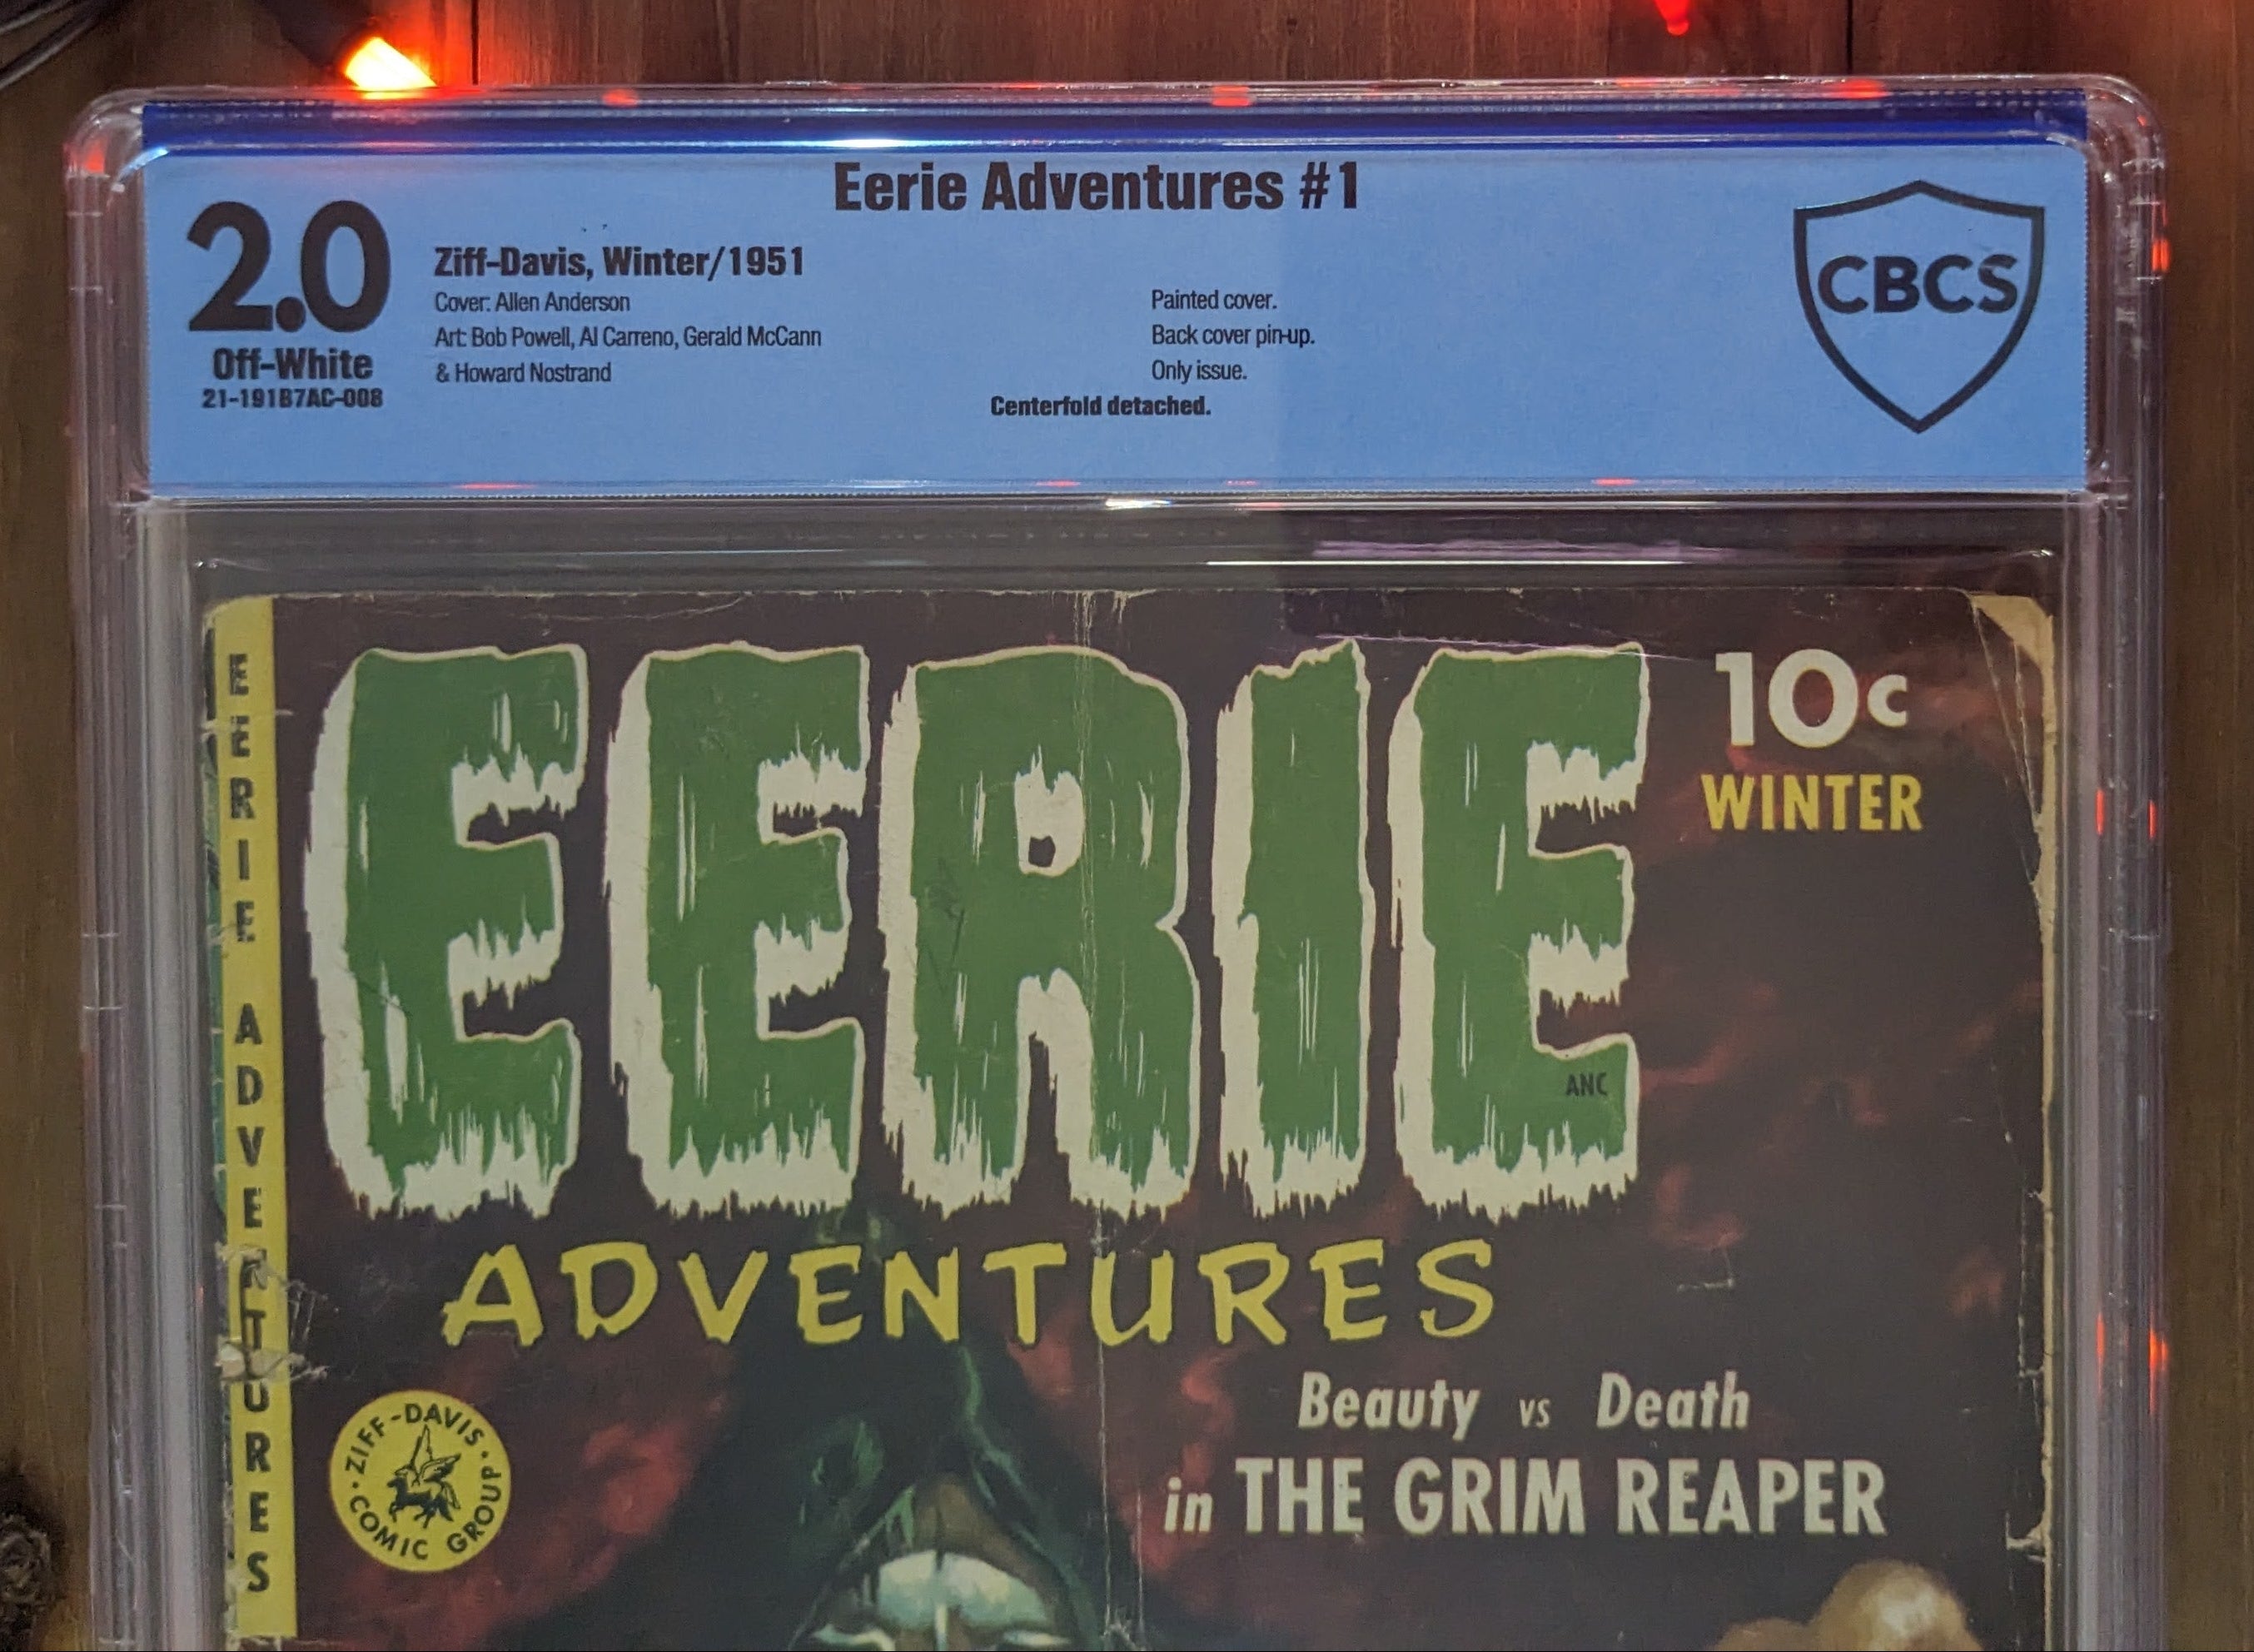 Eerie Adventures #1
2.0
Off-White
21-191B7AC-008
Ziff-Davis, Winter/1951
Cover: Allen Anderson
Art: Bob Powell, Al Carreno, Gerald McCann
& Howard Nostrand
Painted cover.
Back cover pin-up.
Only issue.
Centerfold detached.
CBCS
EERIE ADVENTURES
EERIE
ANC
10c
WINTER
ADVENTURES
Beauty vs Death
in THE GRIM REAPER
ZIFF-DAVIS
COMIC GROUP